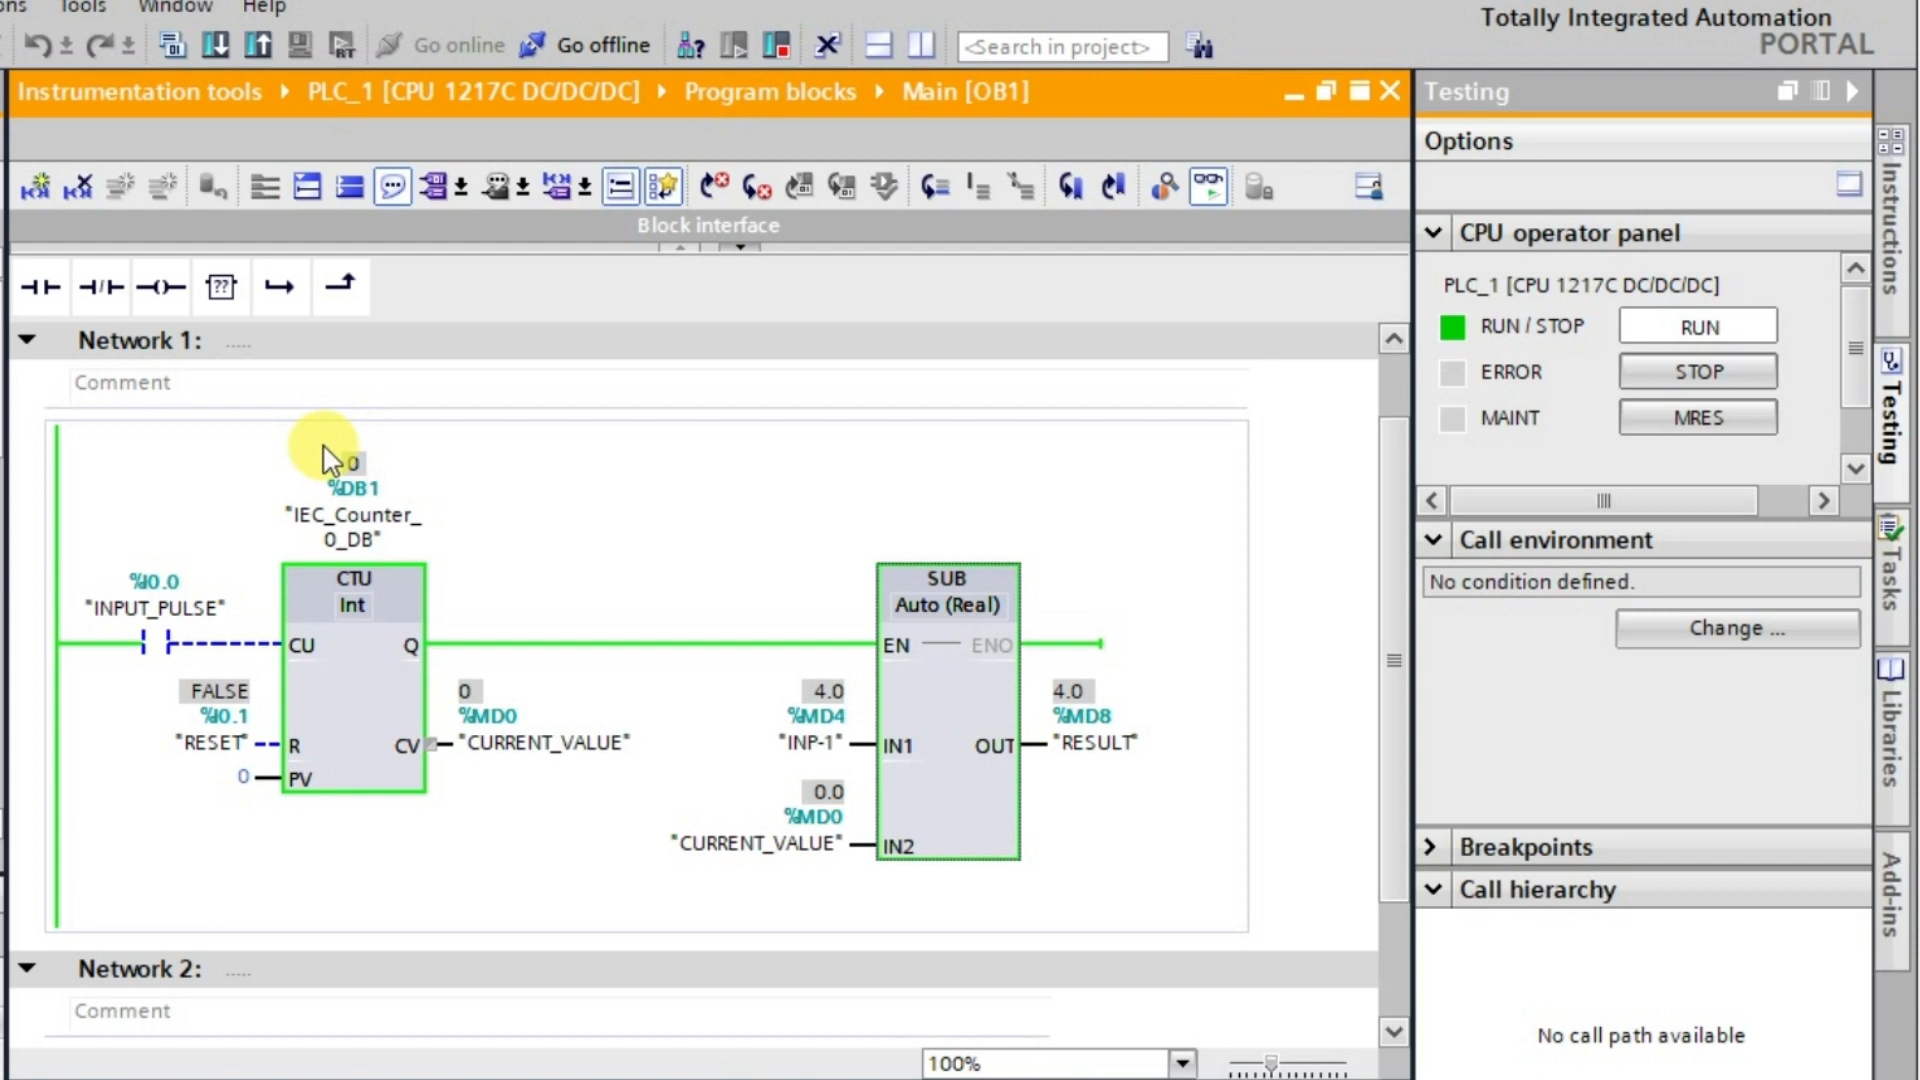 ons Tools Window Help
Totally Integrated Automation
PORTAL
Go online Go offline <Search in project>
Instrumentation tools PLC_1 [CPU 1217C DC/DC/DC] Program blocks Main [OB1]
Block interface
??
Network 1: .....
Comment
0
%DB1
"IEC_Counter_
0_DB"
%I0.0
"INPUT_PULSE"
CTU
Int
CU Q
FALSE
%I0.1
"RESET"
R CV
0
PV
0
%MD0
"CURRENT_VALUE"
SUB
Auto (Real)
EN ENO
4.0
%MD4
"INP-1"
IN1 OUT
4.0
%MD8
"RESULT"
0.0
%MD0
"CURRENT_VALUE"
IN2
Network 2: .....
Comment
100%
Testing
Options
CPU operator panel
PLC_1 [CPU 1217C DC/DC/DC]
RUN / STOP RUN
ERROR STOP
MAINT MRES
Call environment
No condition defined.
Change ...
Breakpoints
Call hierarchy
No call path available
Instructions
Testing
Tasks
Libraries
Add-ins